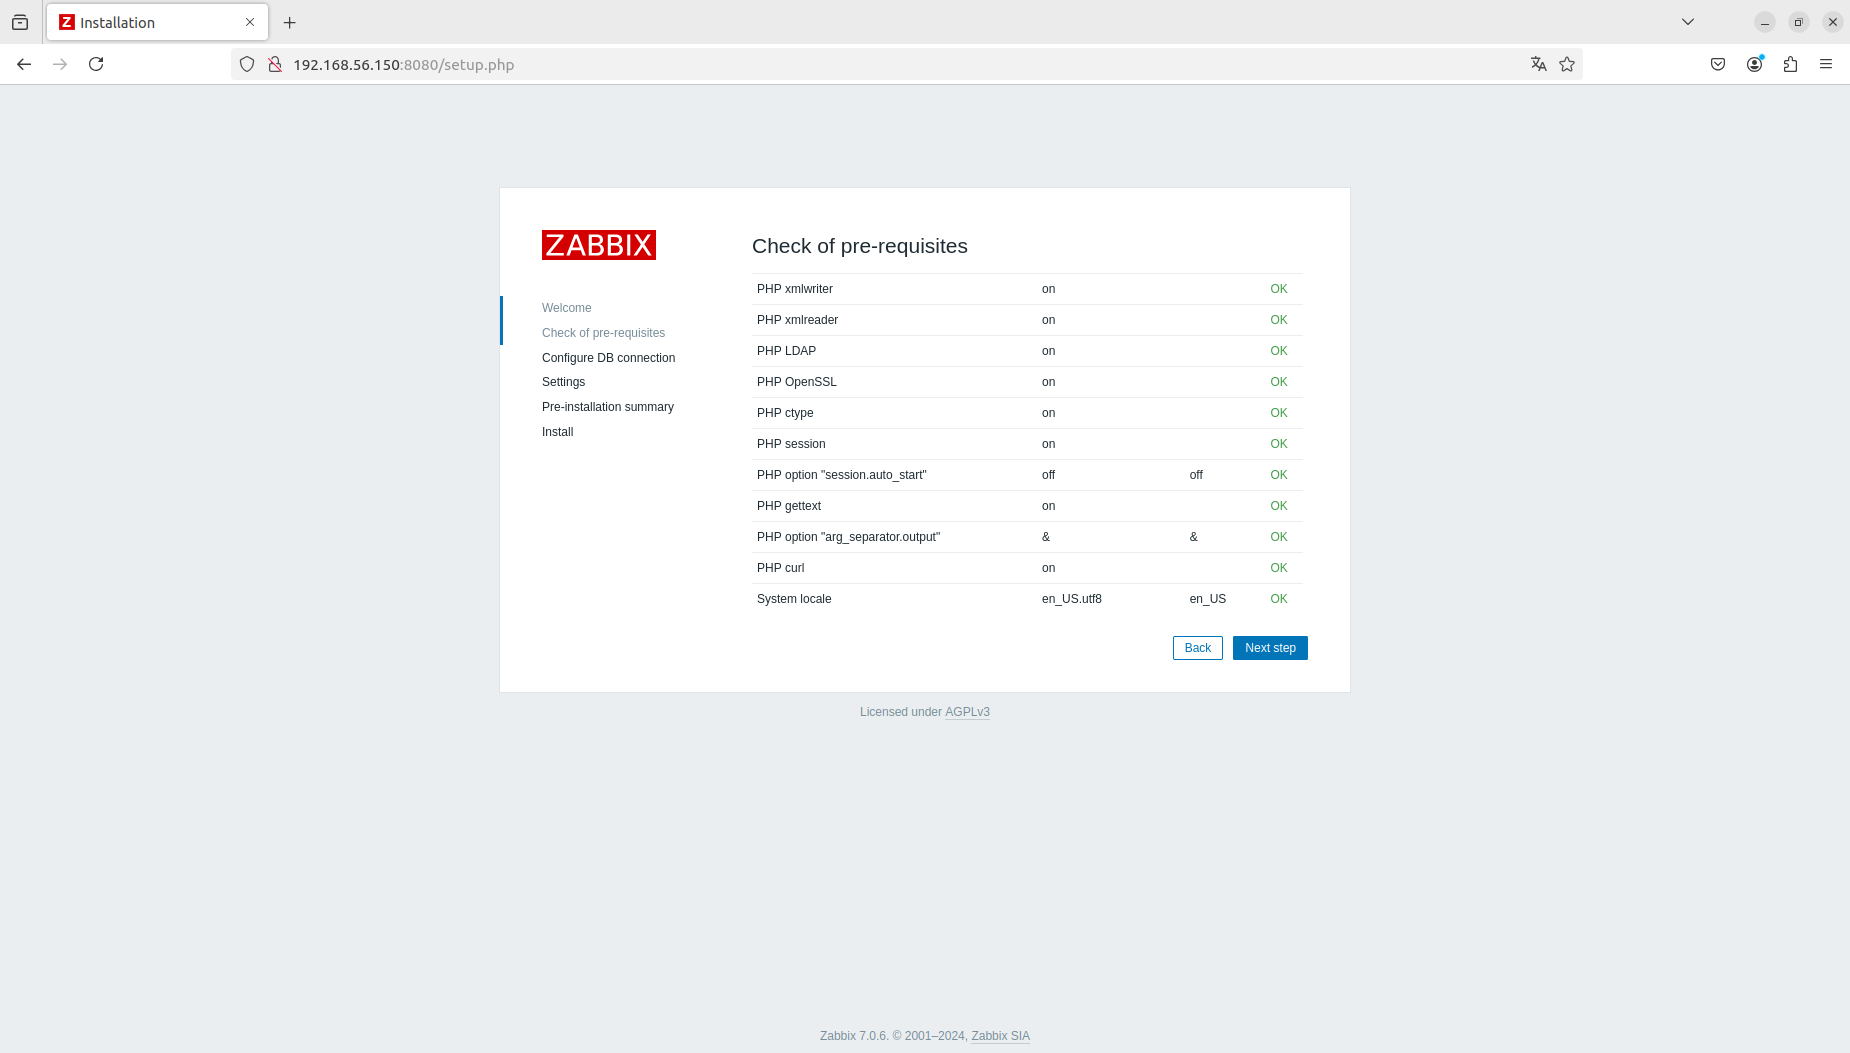 Installation
192.168.56.150:8080/setup.php
ZABBIX
Check of pre-requisites
Welcome
Check of pre-requisites
Configure DB connection
Settings
Pre-installation summary
Install
PHP xmlwriter on OK
PHP xmlreader on OK
PHP LDAP on OK
PHP OpenSSL on OK
PHP ctype on OK
PHP session on OK
PHP option "session.auto_start" off off OK
PHP gettext on OK
PHP option "arg_separator.output" & & OK
PHP curl on OK
System locale en_US.utf8 en_US OK
Back Next step
Licensed under AGPLv3
Zabbix 7.0.6. © 2001–2024, Zabbix SIA